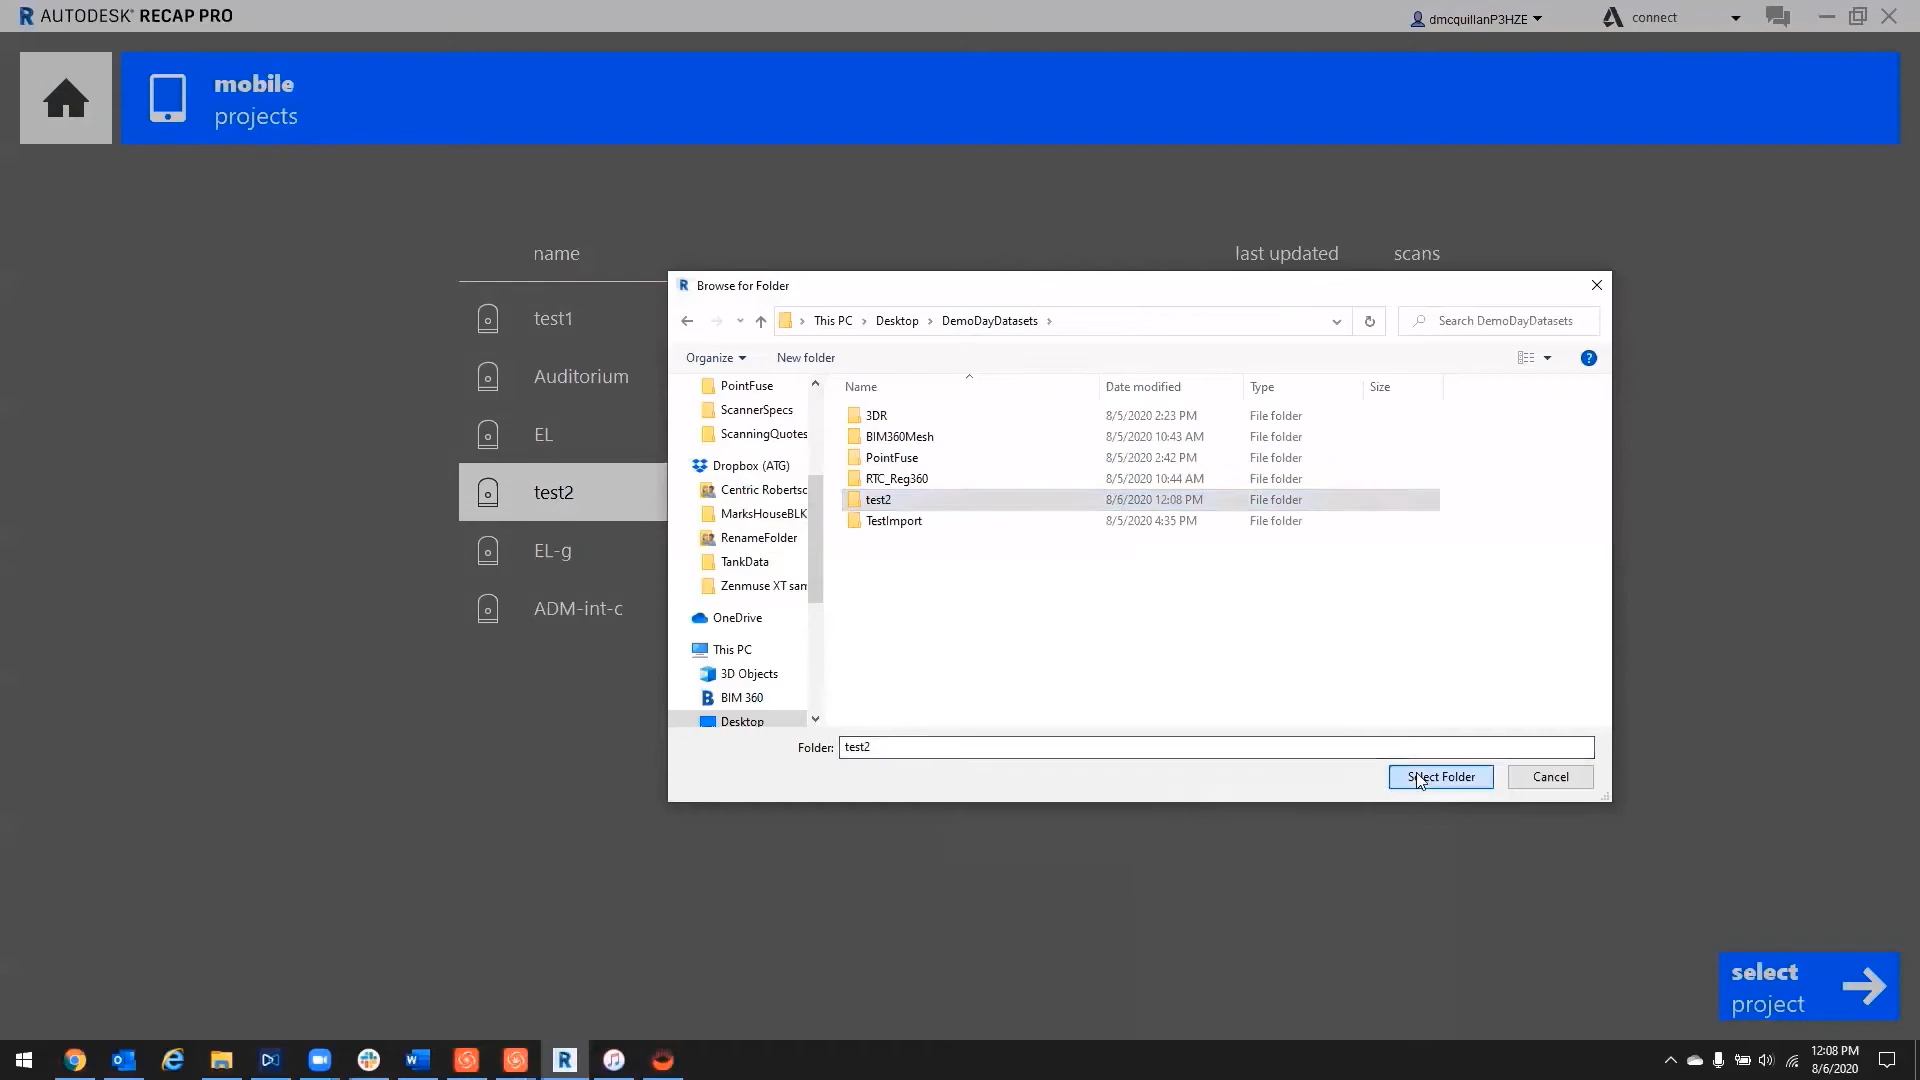 AUTODESK® RECAP PRO
dmcquillanP3HZE
connect
mobile
projects
name
last updated
scans
test1
Auditorium
EL
test2
EL-g
ADM-int-c
Browse for Folder
This PC
Desktop
DemoDayDatasets
Search DemoDayDatasets
Organize
New folder
PointFuse
ScannerSpecs
ScanningQuotes
Dropbox (ATG)
Centric Robertsc
MarksHouseBLK
RenameFolder
TankData
Zenmuse XT sam
OneDrive
This PC
3D Objects
BIM 360
Desktop
Name
Date modified
Type
Size
3DR
8/5/2020 2:23 PM
File folder
BIM360Mesh
8/5/2020 10:43 AM
File folder
PointFuse
8/5/2020 2:42 PM
File folder
RTC_Reg360
8/5/2020 10:44 AM
File folder
test2
8/6/2020 12:08 PM
File folder
TestImport
8/5/2020 4:35 PM
File folder
Folder:
test2
Select Folder
Cancel
select
project
12:08 PM
8/6/2020